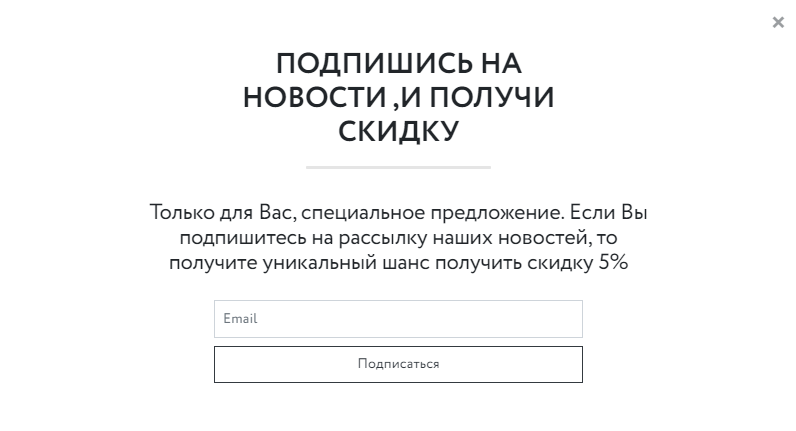 ПОДПИШИСЬ НА
НОВОСТИ ,И ПОЛУЧИ
СКИДКУ
Только для Вас, специальное предложение. Если Вы
подпишитесь на рассылку наших новостей, то
получите уникальный шанс получить скидку 5%
Email
Подписаться